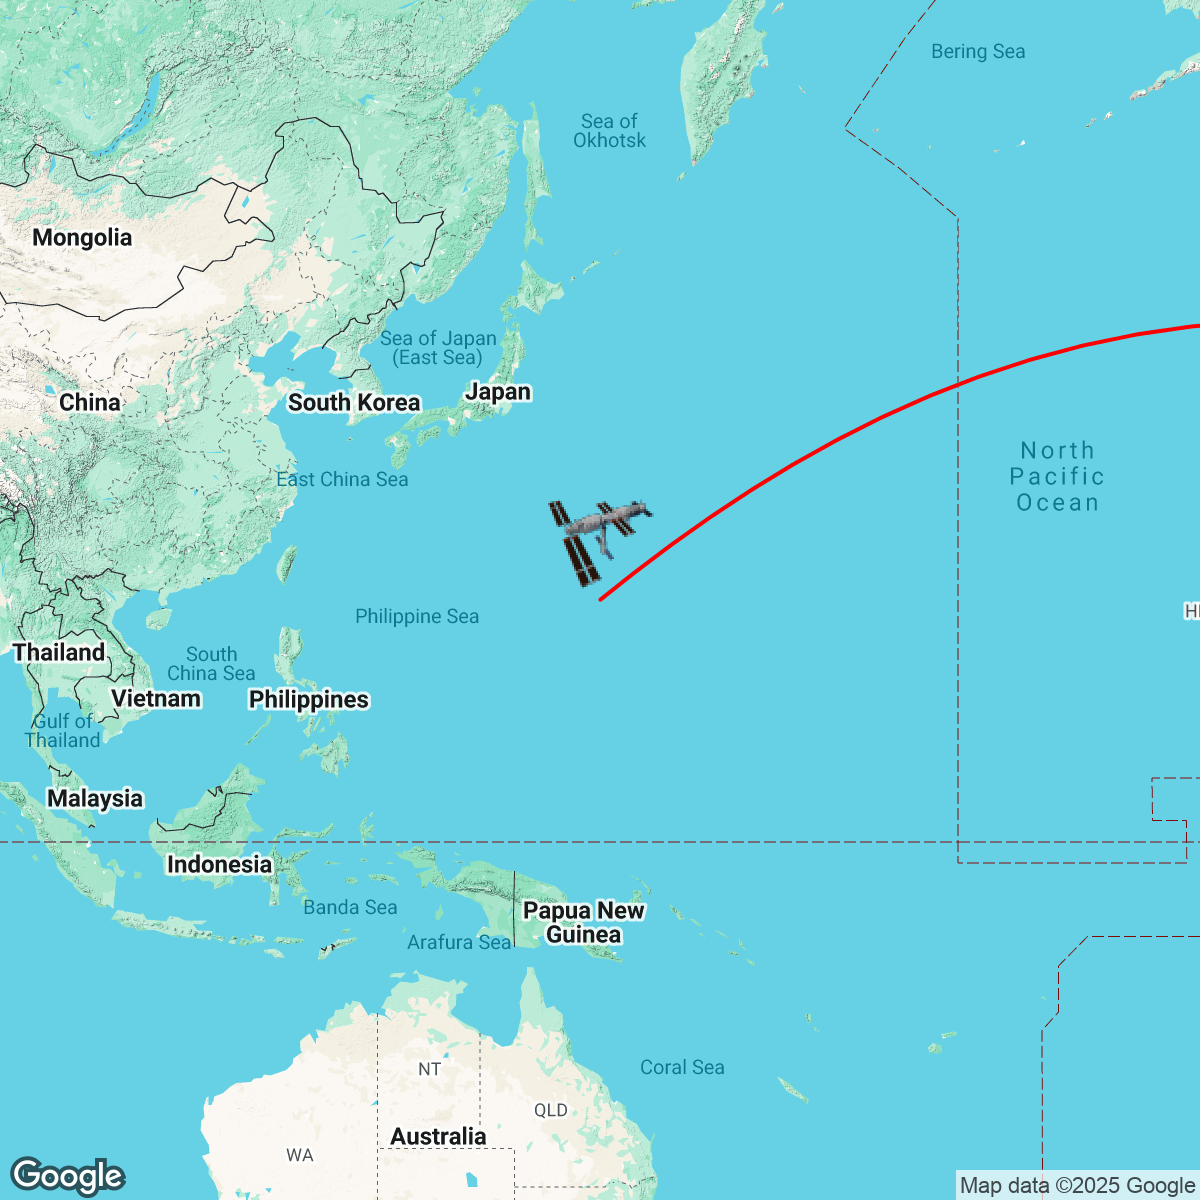 Bering Sea
Sea of
Okhotsk
Mongolia
Sea of Japan
(East Sea)
Japan
China
South Korea
North
Pacific
Ocean
East China Sea
Philippine Sea
Thailand
South
China Sea
Vietnam
Philippines
Gulf of
Thailand
Malaysia
Indonesia
Banda Sea
Papua New
Guinea
Arafura Sea
Coral Sea
NT
QLD
Australia
WA
Google
Map data ©2025 Google